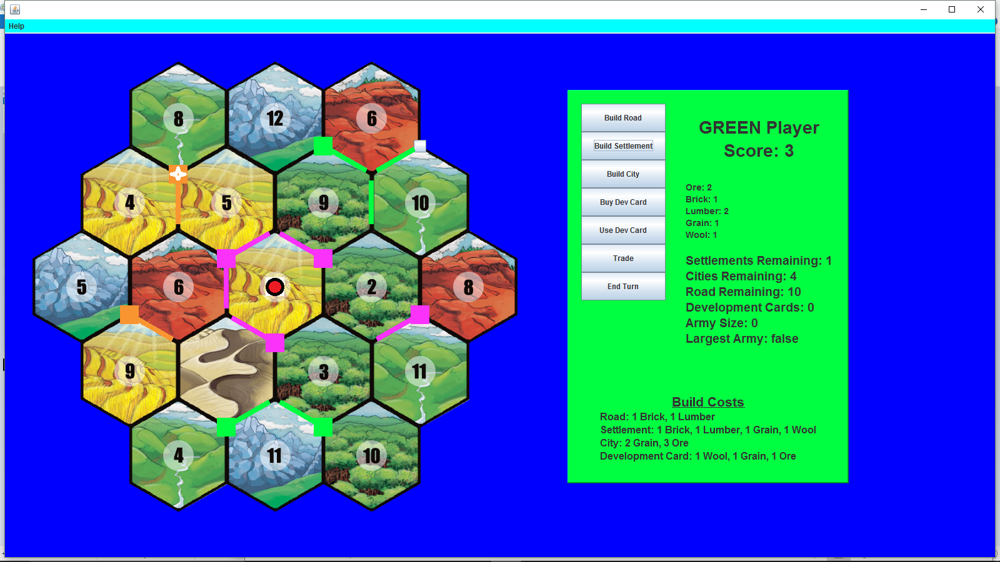 Help
8 12 6
4 5 9 10
5 6 2 8
9 3 11
4 11 10
Build Road
Build Settlement
Build City
Buy Dev Card
Use Dev Card
Trade
End Turn
GREEN Player
Score: 3
Ore: 2
Brick: 1
Lumber: 2
Grain: 1
Wool: 1
Settlements Remaining: 1
Cities Remaining: 4
Road Remaining: 10
Development Cards: 0
Army Size: 0
Largest Army: false
Build Costs
Road: 1 Brick, 1 Lumber
Settlement: 1 Brick, 1 Lumber, 1 Grain, 1 Wool
City: 2 Grain, 3 Ore
Development Card: 1 Wool, 1 Grain, 1 Ore